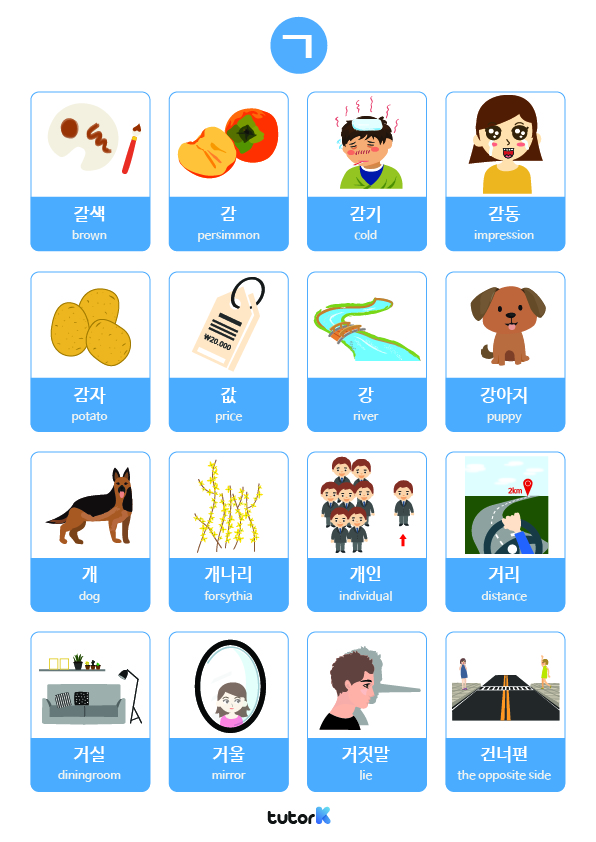 ㄱ
갈색
brown
감
persimmon
감기
cold
감동
impression
감자
potato
₩20,000
값
price
강
river
강아지
puppy
개
dog
개나리
forsythia
개인
individual
2km
거리
distance
거실
diningroom
거울
mirror
거짓말
lie
건너편
the opposite side
tutorK